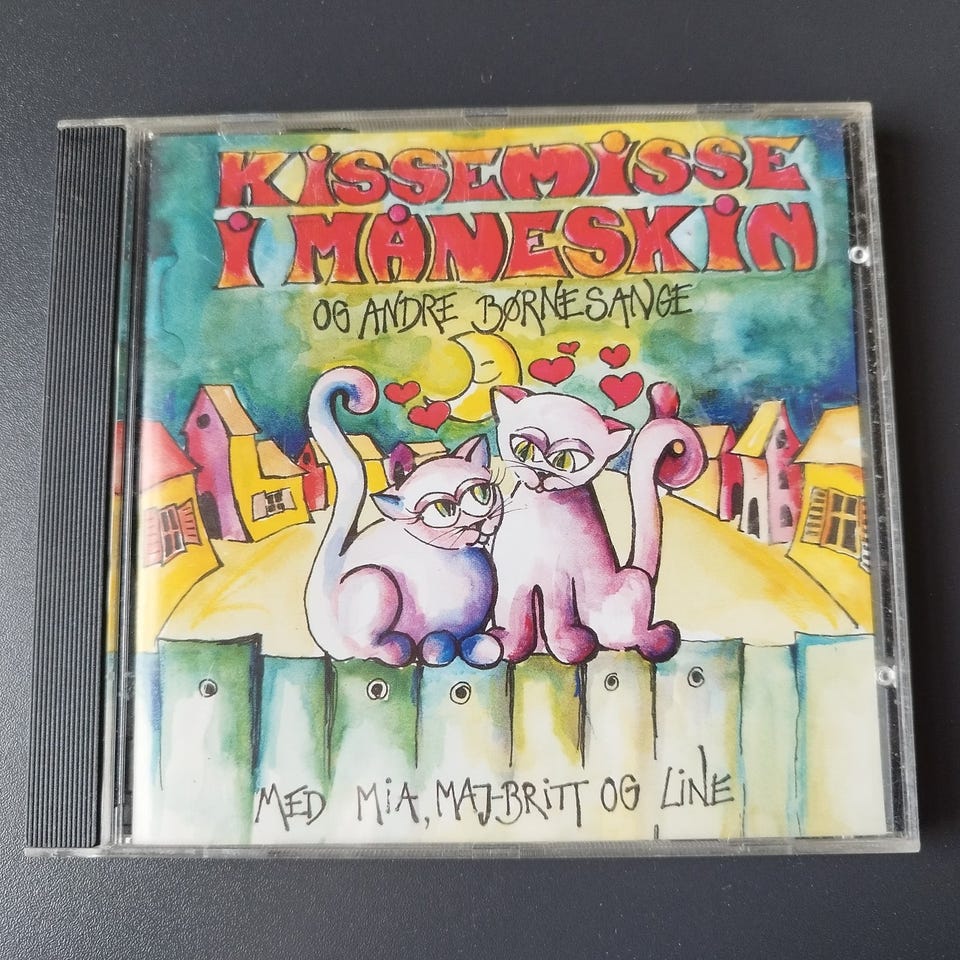 KISSEMISSE
I MÅNESKIN
OG ANDRE BØRNESANGE
MED MIA, MAJ-BRITT OG LINE